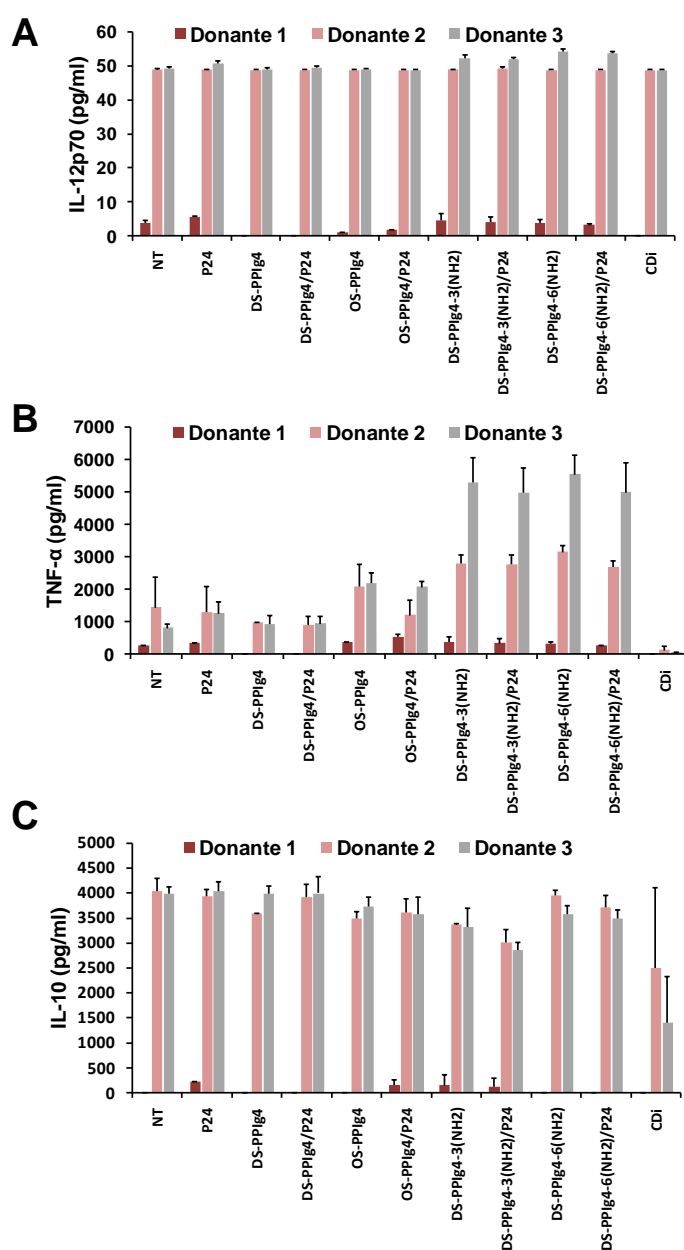 A
Donante 1 Donante 2 Donante 3
IL-12p70 (pg/ml)
60
50
40
30
20
10
0
NT
P24
DS-PPIg4
DS-PPIg4/P24
OS-PPIg4
OS-PPIg4/P24
DS-PPIg4-3(NH2)
DS-PPIg4-3(NH2)/P24
DS-PPIg4-6(NH2)
DS-PPIg4-6(NH2)/P24
CDi
B
Donante 1 Donante 2 Donante 3
TNF-α (pg/ml)
7000
6000
5000
4000
3000
2000
1000
0
NT
P24
DS-PPIg4
DS-PPIg4/P24
OS-PPIg4
OS-PPIg4/P24
DS-PPIg4-3(NH2)
DS-PPIg4-3(NH2)/P24
DS-PPIg4-6(NH2)
DS-PPIg4-6(NH2)/P24
CDi
C
Donante 1 Donante 2 Donante 3
IL-10 (pg/ml)
5000
4500
4000
3500
3000
2500
2000
1500
1000
500
0
NT
P24
DS-PPIg4
DS-PPIg4/P24
OS-PPIg4
OS-PPIg4/P24
DS-PPIg4-3(NH2)
DS-PPIg4-3(NH2)/P24
DS-PPIg4-6(NH2)
DS-PPIg4-6(NH2)/P24
CDi